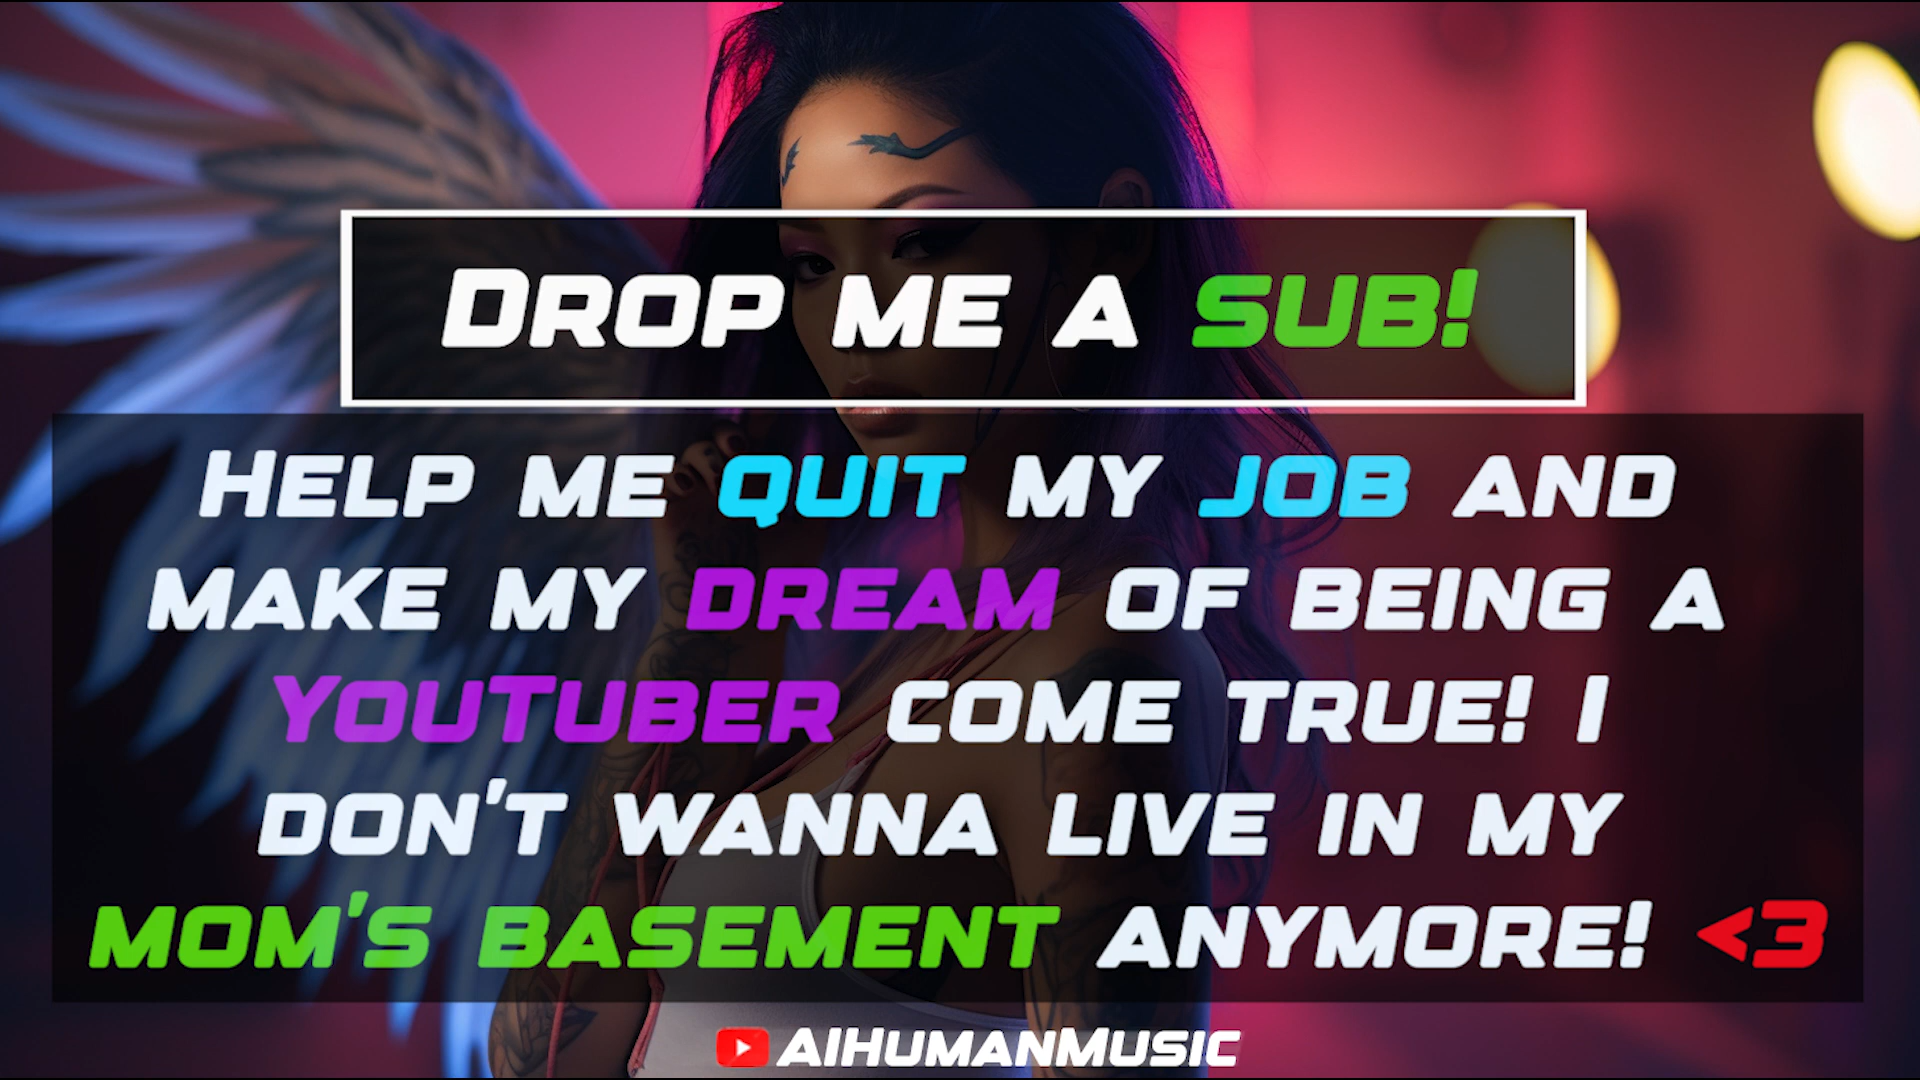 DROP ME A SUB!
HELP ME QUIT MY JOB AND
MAKE MY DREAM OF BEING A
YOUTUBER COME TRUE! I
DON'T WANNA LIVE IN MY
MOM'S BASEMENT ANYMORE! <3
AIHUMANMUSIC